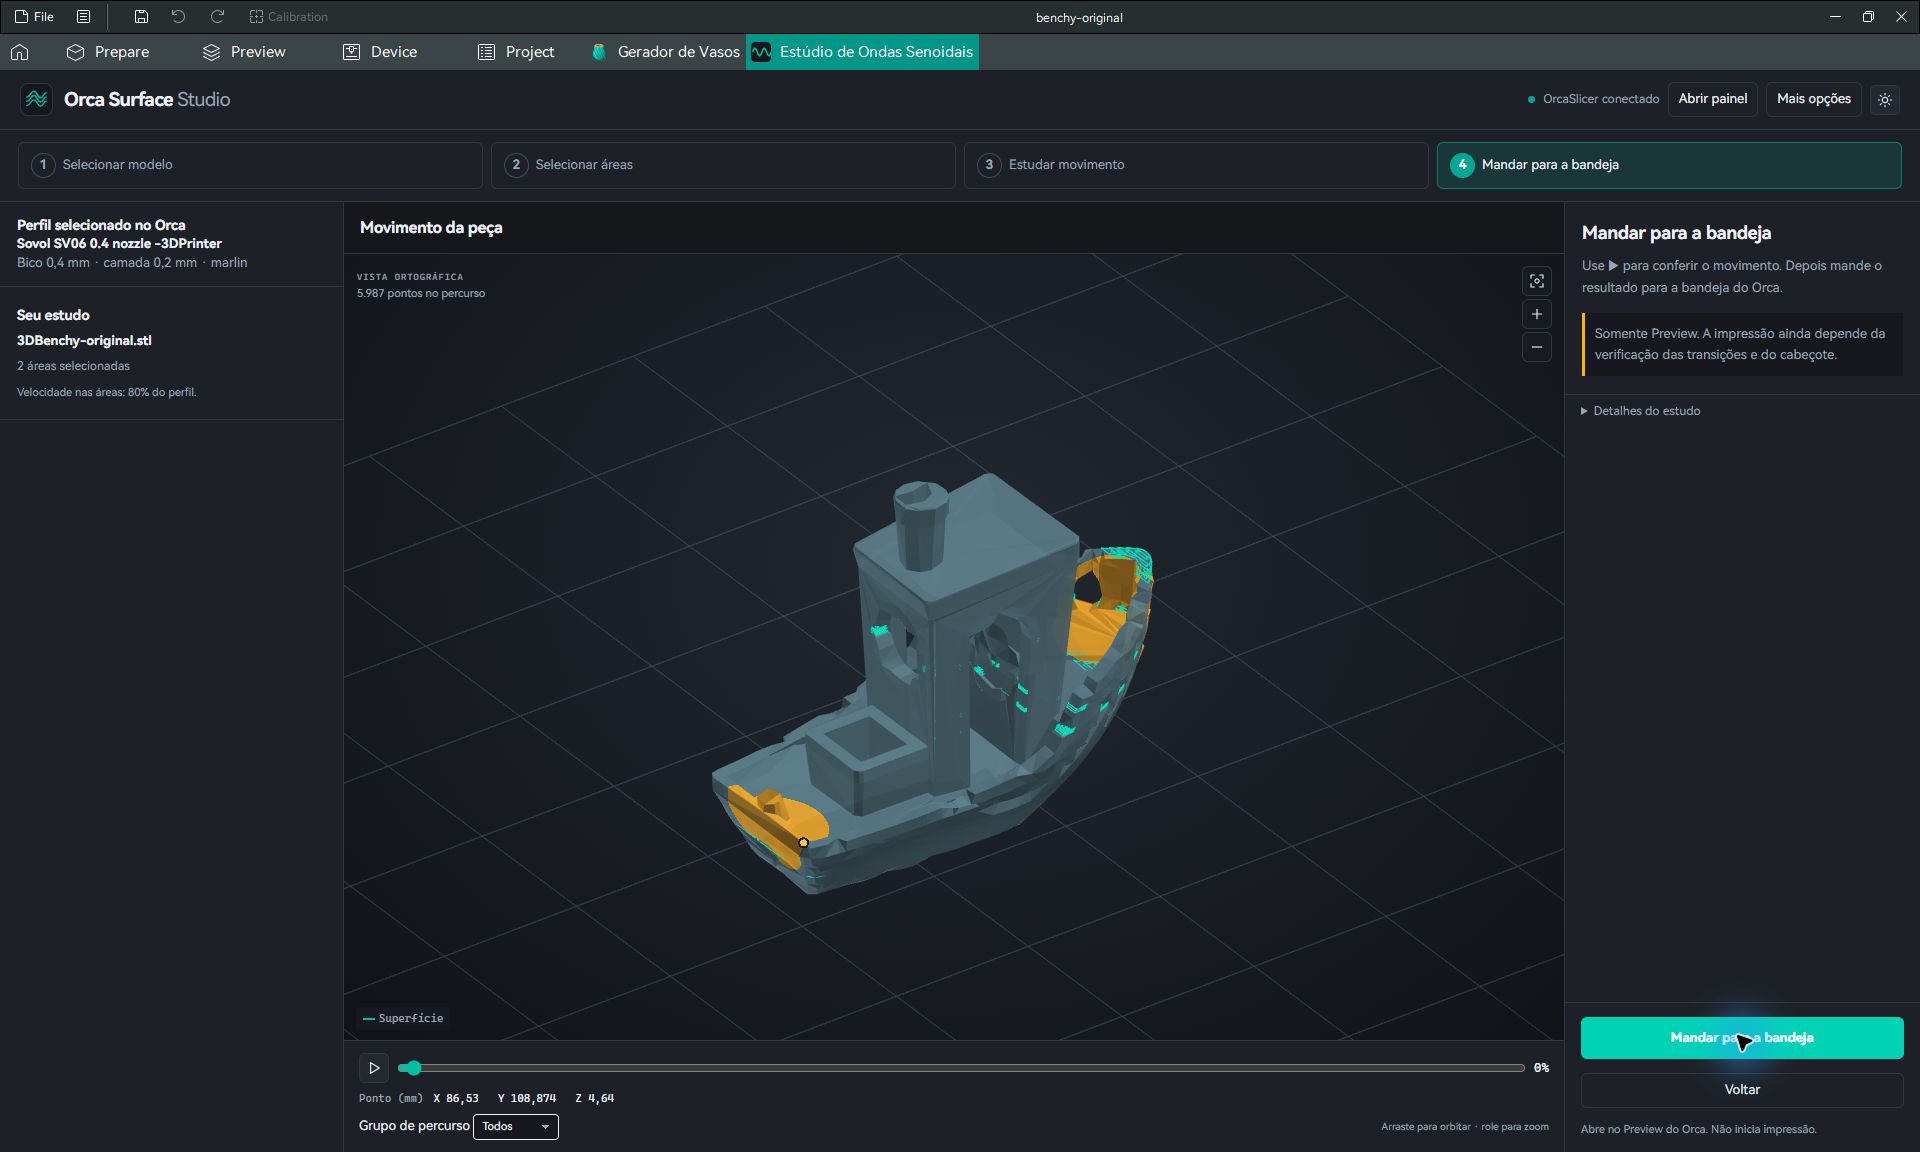 File
Calibration
benchy-original
Prepare
Preview
Device
Project
Gerador de Vasos
Estúdio de Ondas Senoidais
Orca Surface Studio
OrcaSlicer conectado
Abrir painel
Mais opções
1 Selecionar modelo
2 Selecionar áreas
3 Estudar movimento
4 Mandar para a bandeja
Perfil selecionado no Orca
Sovol SV06 0.4 nozzle -3DPrinter
Bico 0,4 mm · camada 0,2 mm · marlin
Seu estudo
3DBenchy-original.stl
2 áreas selecionadas
Velocidade nas áreas: 80% do perfil.
Movimento da peça
VISTA ORTOGRÁFICA
5.987 pontos no percurso
Superfície
0%
Ponto (mm) X 86,53 Y 108,874 Z 4,64
Grupo de percurso Todos
Arraste para orbitar · role para zoom
Mandar para a bandeja
Use ▶ para conferir o movimento. Depois mande o
resultado para a bandeja do Orca.
Somente Preview. A impressão ainda depende da
verificação das transições e do cabeçote.
Detalhes do estudo
Mandar para a bandeja
Voltar
Abre no Preview do Orca. Não inicia impressão.